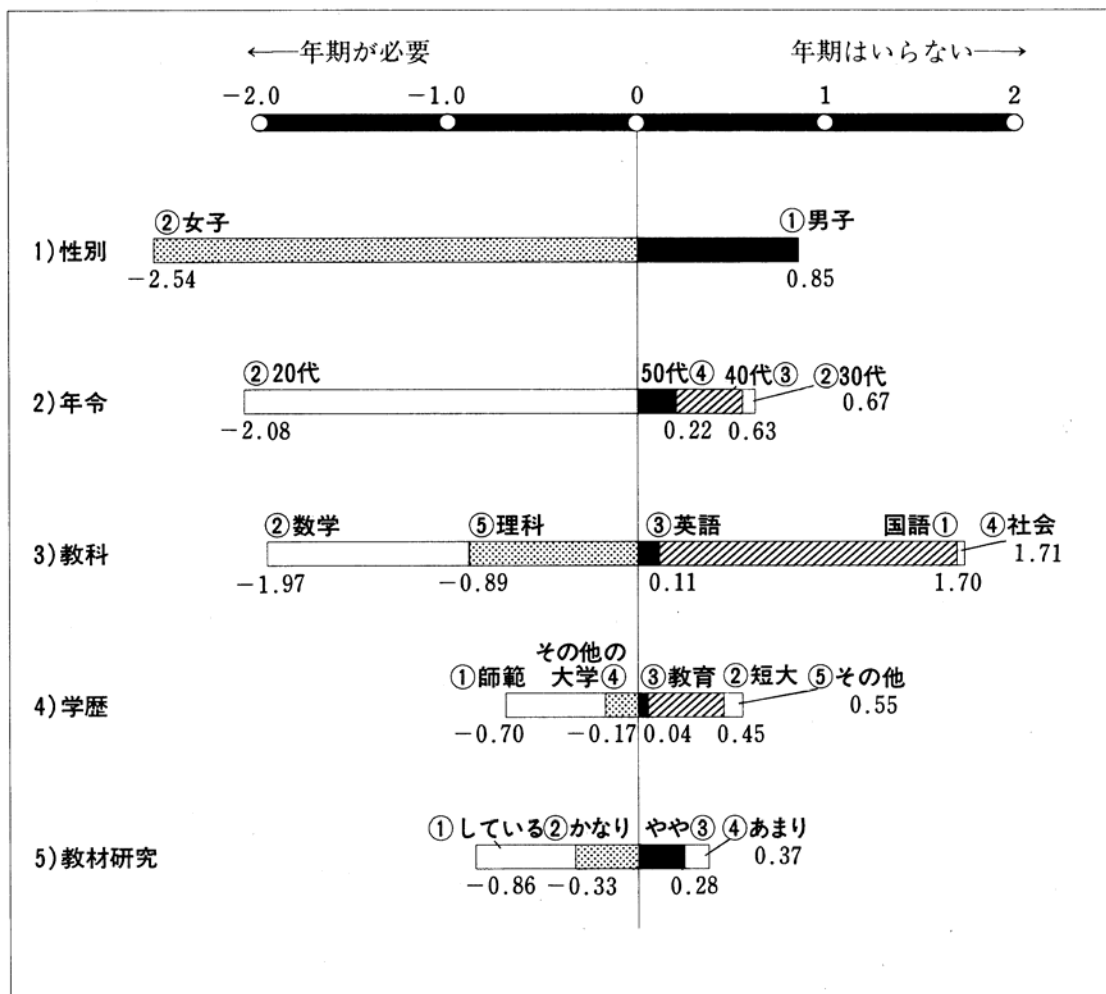 ←年期が必要 年期はいらない→
-2.0 -1.0 0 1 2
②女子 ①男子
1)性別
-2.54 0.85
②20代 50代④ 40代③ ②30代
2)年令 0.67
-2.08 0.22 0.63
②数学 ⑤理科 ③英語 国語① ④社会
3)教科 1.71
-1.97 -0.89 0.11 1.70
その他の
①師範 大学④ ③教育 ②短大 ⑤その他
4)学歴 0.55
-0.70 -0.17 0.04 0.45
①している②かなり やや③ ④あまり
5)教材研究 0.37
-0.86 -0.33 0.28